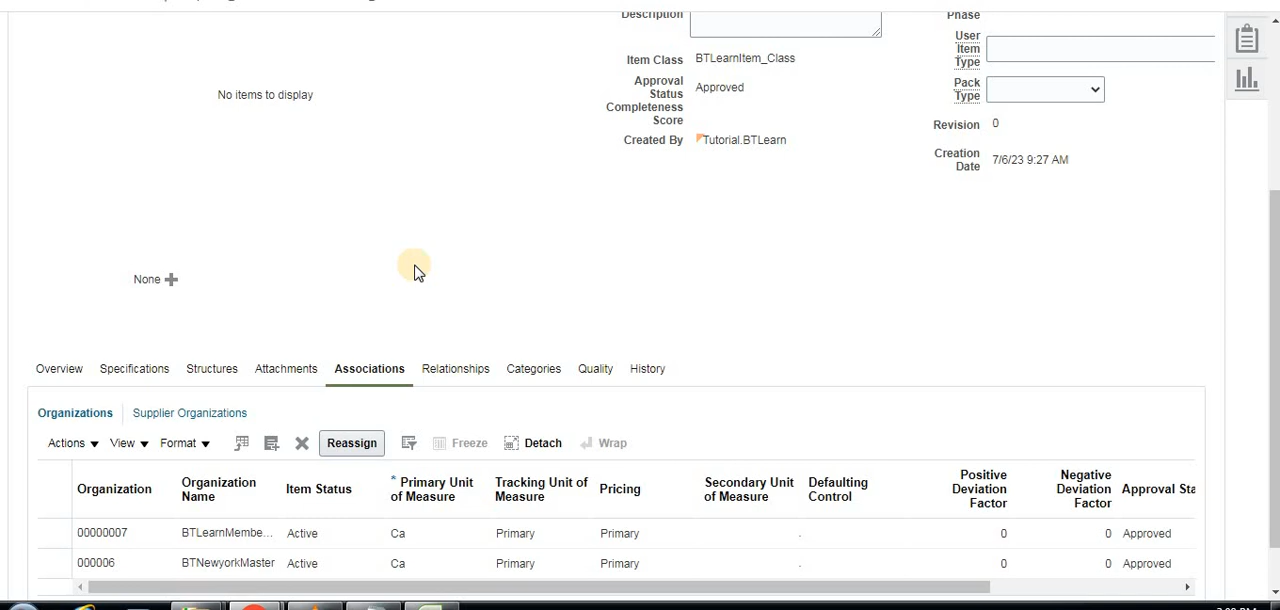 Description
Phase
User
Item
Type
Item Class BTLearnItem_Class
Approval
Status Approved
Pack
Type
No items to display
Completeness
Score
Revision 0
Created By Tutorial.BTLearn
Creation
Date 7/6/23 9:27 AM
None
Overview Specifications Structures Attachments Associations Relationships Categories Quality History
Organizations Supplier Organizations
Actions View Format Reassign Freeze Detach Wrap
Organization Organization Name Item Status * Primary Unit of Measure Tracking Unit of Measure Pricing Secondary Unit of Measure Defaulting Control Positive Deviation Factor Negative Deviation Factor Approval Sta
00000007 BTLearnMembe... Active Ca Primary Primary . 0 0 Approved
000006 BTNewyorkMaster Active Ca Primary Primary . 0 0 Approved